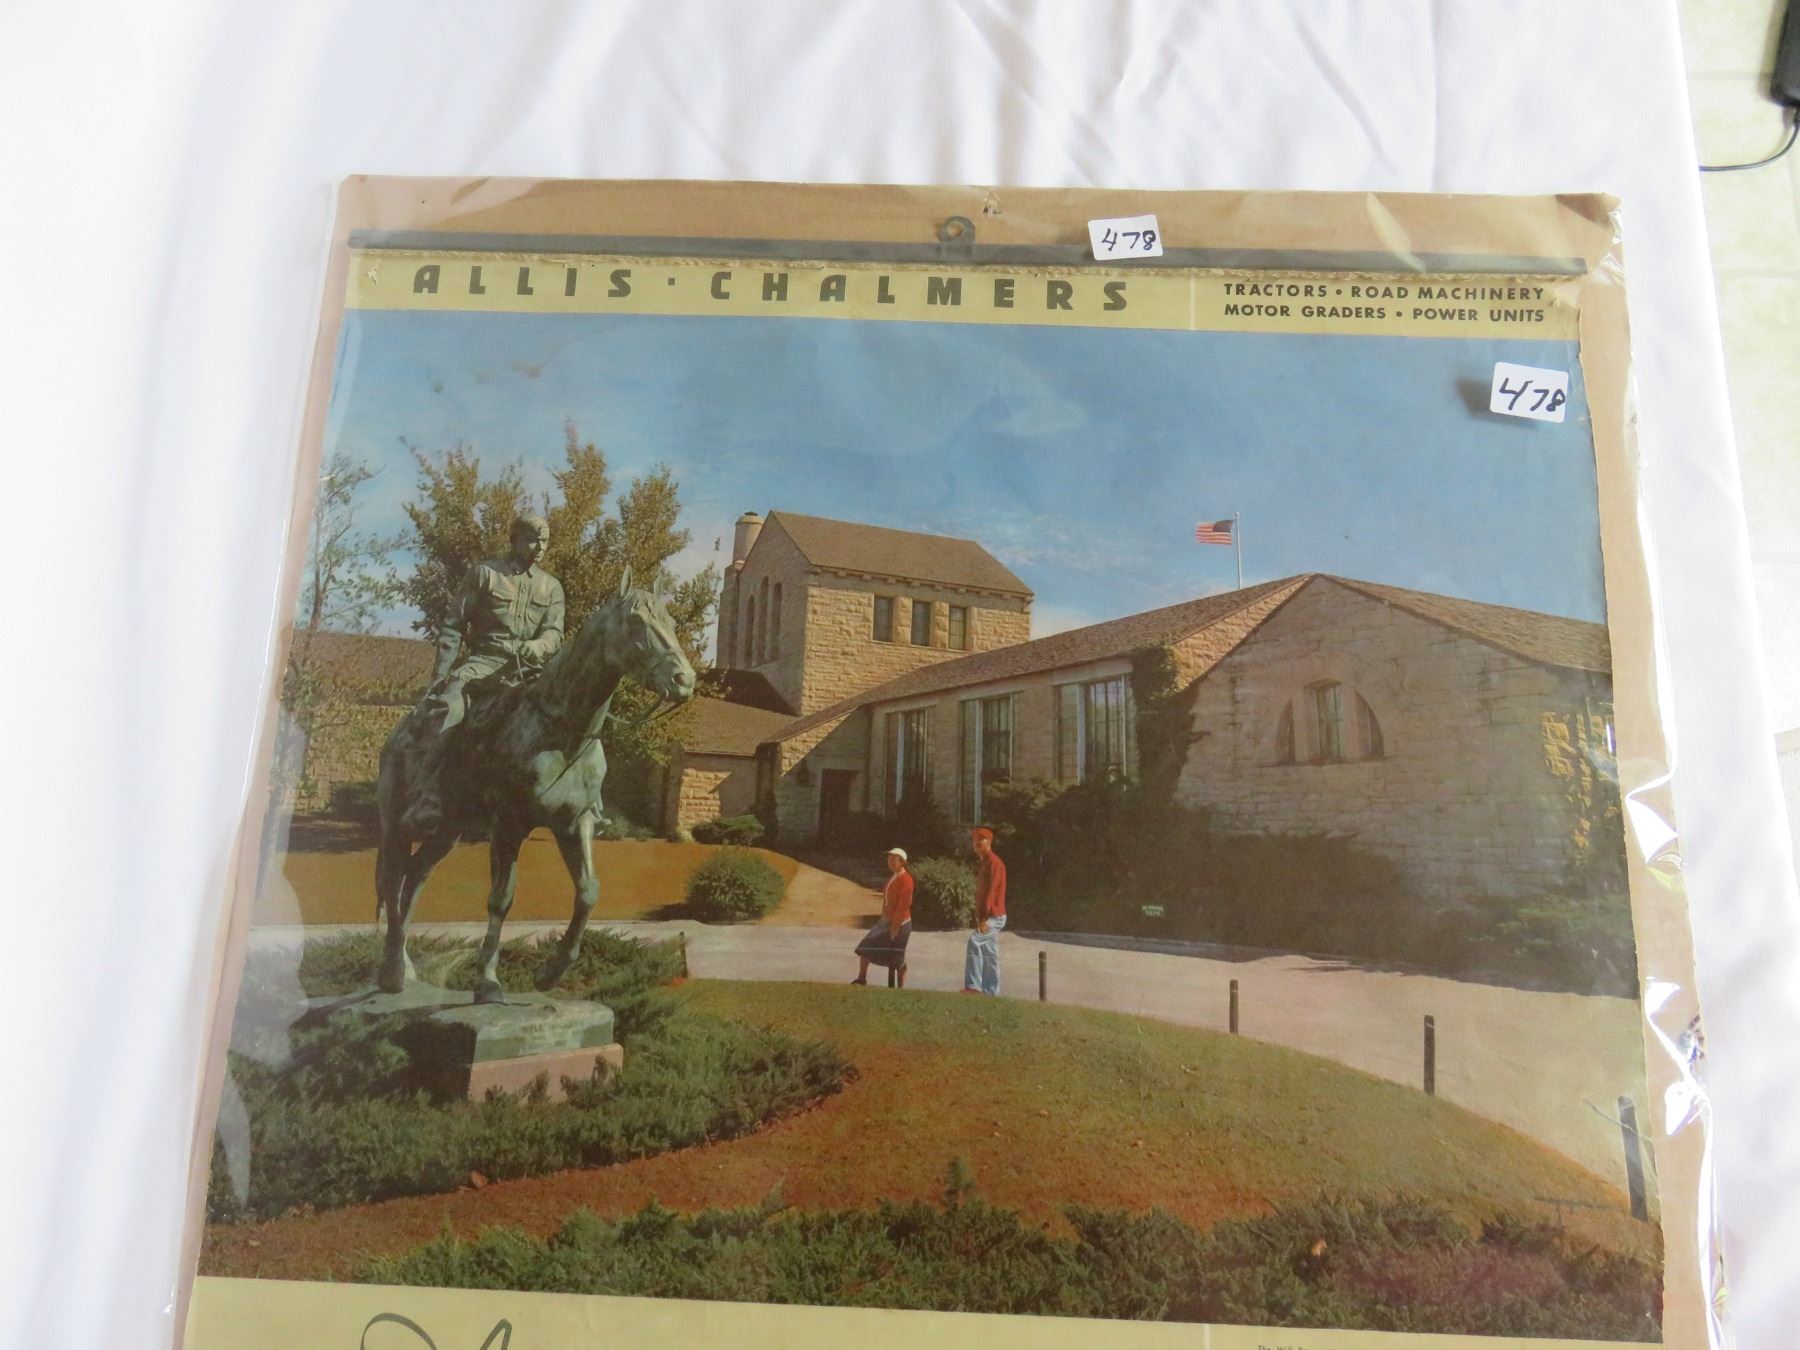 478
ALLIS · CHALMERS
TRACTORS • ROAD MACHINERY
MOTOR GRADERS • POWER UNITS
478